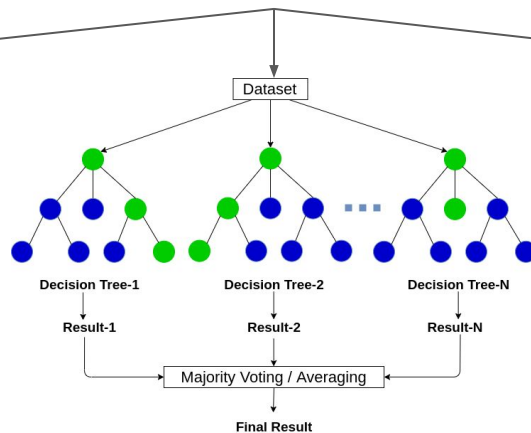 Dataset
Decision Tree-1
Decision Tree-2
Decision Tree-N
Result-1
Result-2
Result-N
Majority Voting / Averaging
Final Result